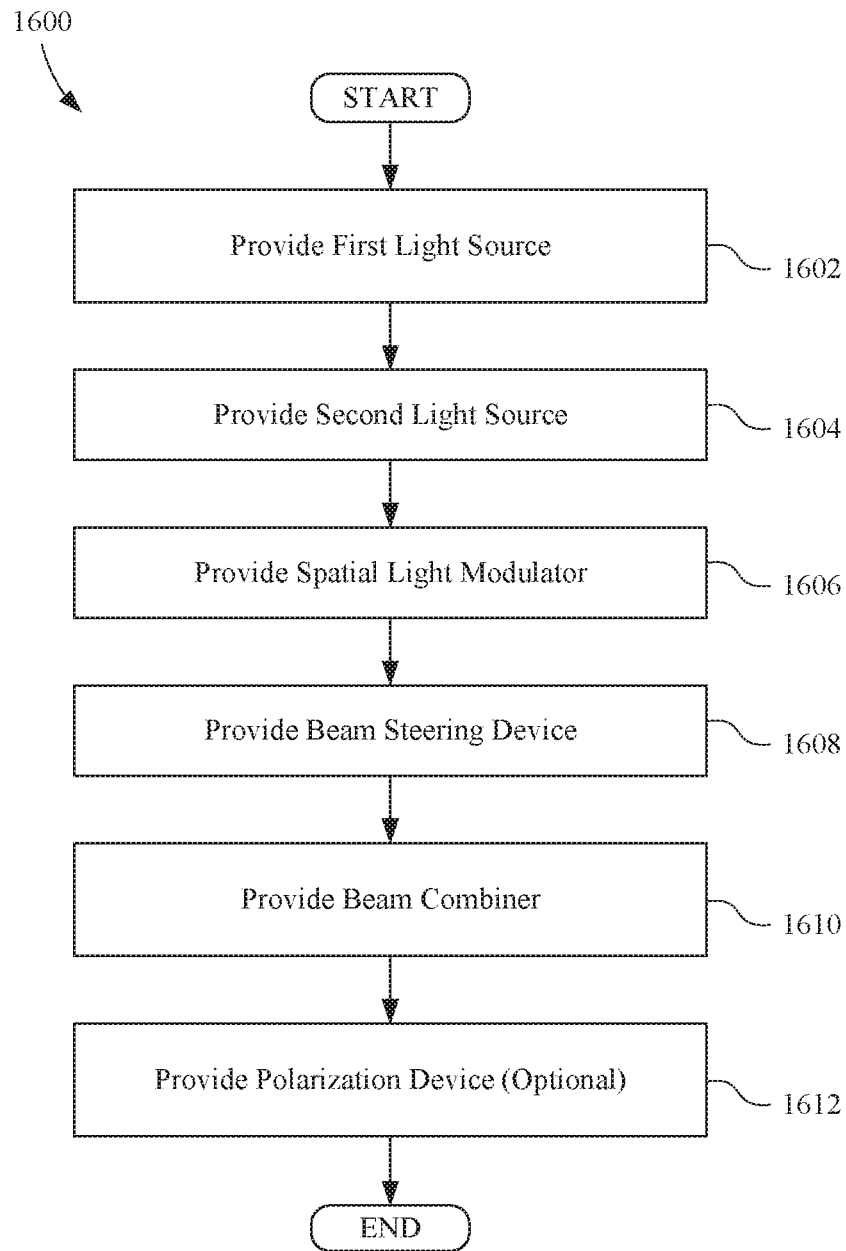 1600
START
Provide First Light Source
1602
Provide Second Light Source
1604
Provide Spatial Light Modulator
1606
Provide Beam Steering Device
1608
Provide Beam Combiner
1610
Provide Polarization Device (Optional)
1612
END